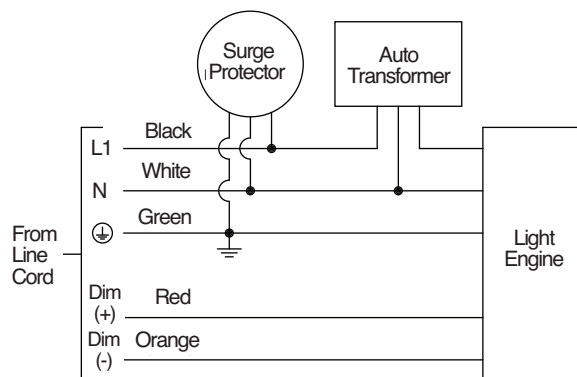 Surge
Protector
Auto
Transformer
L1
Black
N
White
Green
From
Line
Cord
Light
Engine
Dim
(+)
Red
Dim
(-)
Orange